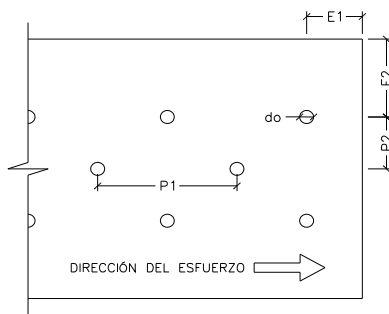 E1
E2
do
P2
P1
DIRECCIÓN DEL ESFUERZO